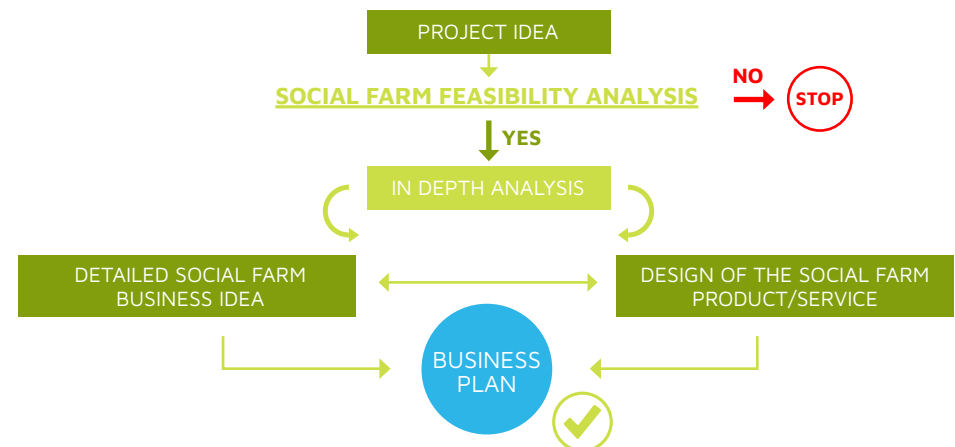 PROJECT IDEA
SOCIAL FARM FEASIBILITY ANALYSIS
NO
STOP
YES
IN DEPTH ANALYSIS
DETAILED SOCIAL FARM
BUSINESS IDEA
DESIGN OF THE SOCIAL FARM
PRODUCT/SERVICE
BUSINESS
PLAN